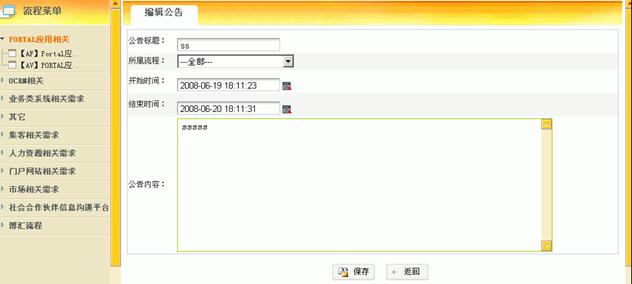 流程菜单
PORTAL应用相关
【AF】Portal应..
【AV】PORTAL应..
OCRM相关
业务类系统相关需求
其它
集客相关需求
人力资源相关需求
门户网站相关需求
市场相关需求
社会合作伙伴信息沟通平台
博汇流程
编辑公告
公告标题：
ss
所属流程：
---全部---
开始时间：
2008-06-19 18:11:23
结束时间：
2008-06-20 18:11:31
公告内容：
sssss
保存
返回